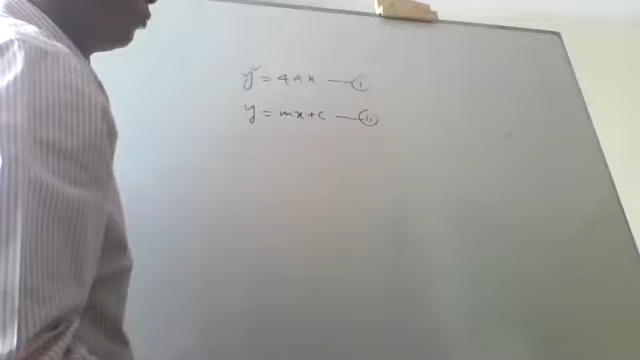 y² = 4ax — (i)
y = mx + c — (ii)